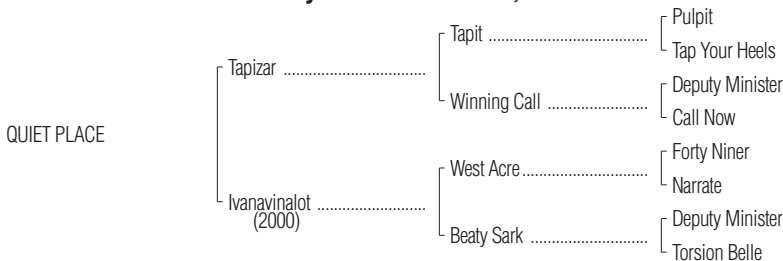 Pulpit
Tapit ........................................
Tap Your Heels
Tapizar ....................................
Deputy Minister
Winning Call .........................
Call Now
QUIET PLACE
Forty Niner
West Acre................................
Narrate
Ivanavinalot ...........................
(2000)
Deputy Minister
Beaty Sark .............................
Torsion Belle